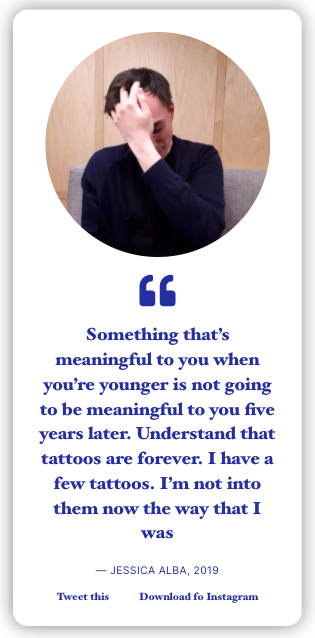 “
Something that’s
meaningful to you when
you’re younger is not going
to be meaningful to you five
years later. Understand that
tattoos are forever. I have a
few tattoos. I’m not into
them now the way that I
was
— JESSICA ALBA, 2019
Tweet this Download fo Instagram